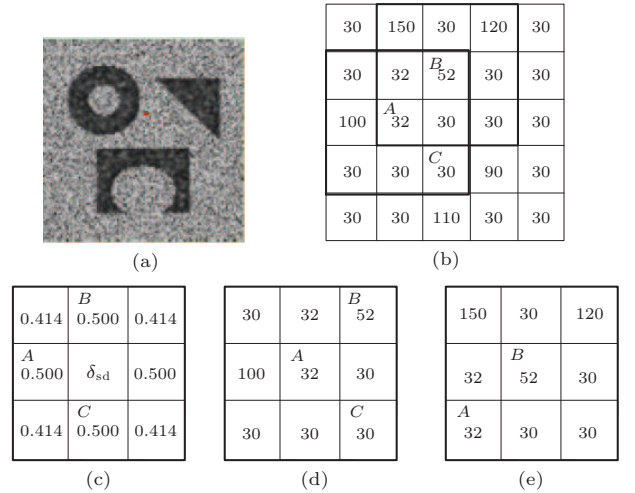 30 150 30 120 30
30 32 B 52 30 30
100 A 32 30 30 30
30 30 C 30 90 30
30 30 110 30 30
(a) (b)
B
0.414 0.500 0.414
A
0.500 δsd 0.500
C
0.414 0.500 0.414
(c)
B
30 32 52
A
100 32 30
C
30 30 30
(d)
150 30 120
B
32 52 30
A
32 30 30
(e)